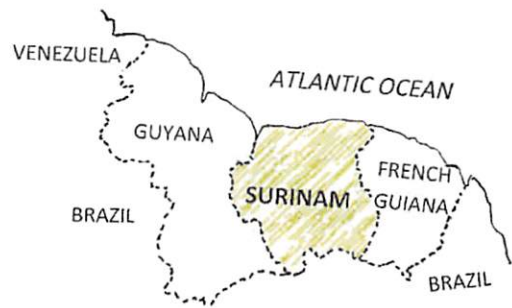 VENEZUELA
ATLANTIC OCEAN
GUYANA
FRENCH
GUIANA
SURINAM
BRAZIL
BRAZIL